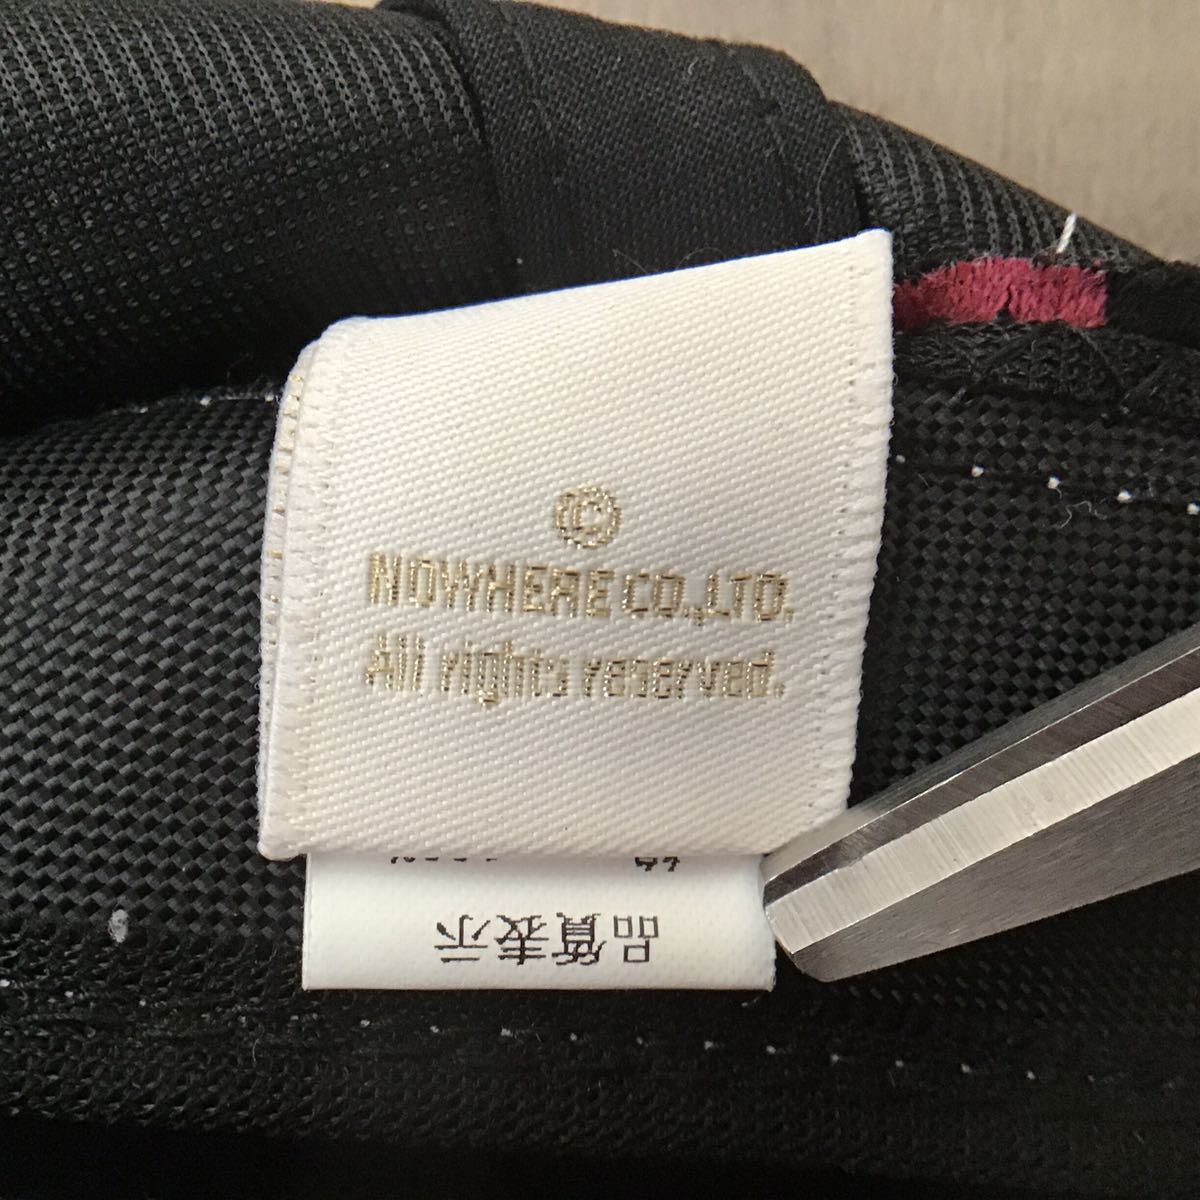 ©
NOWHERE CO.,LTD.
All rights reserved.
品質表示